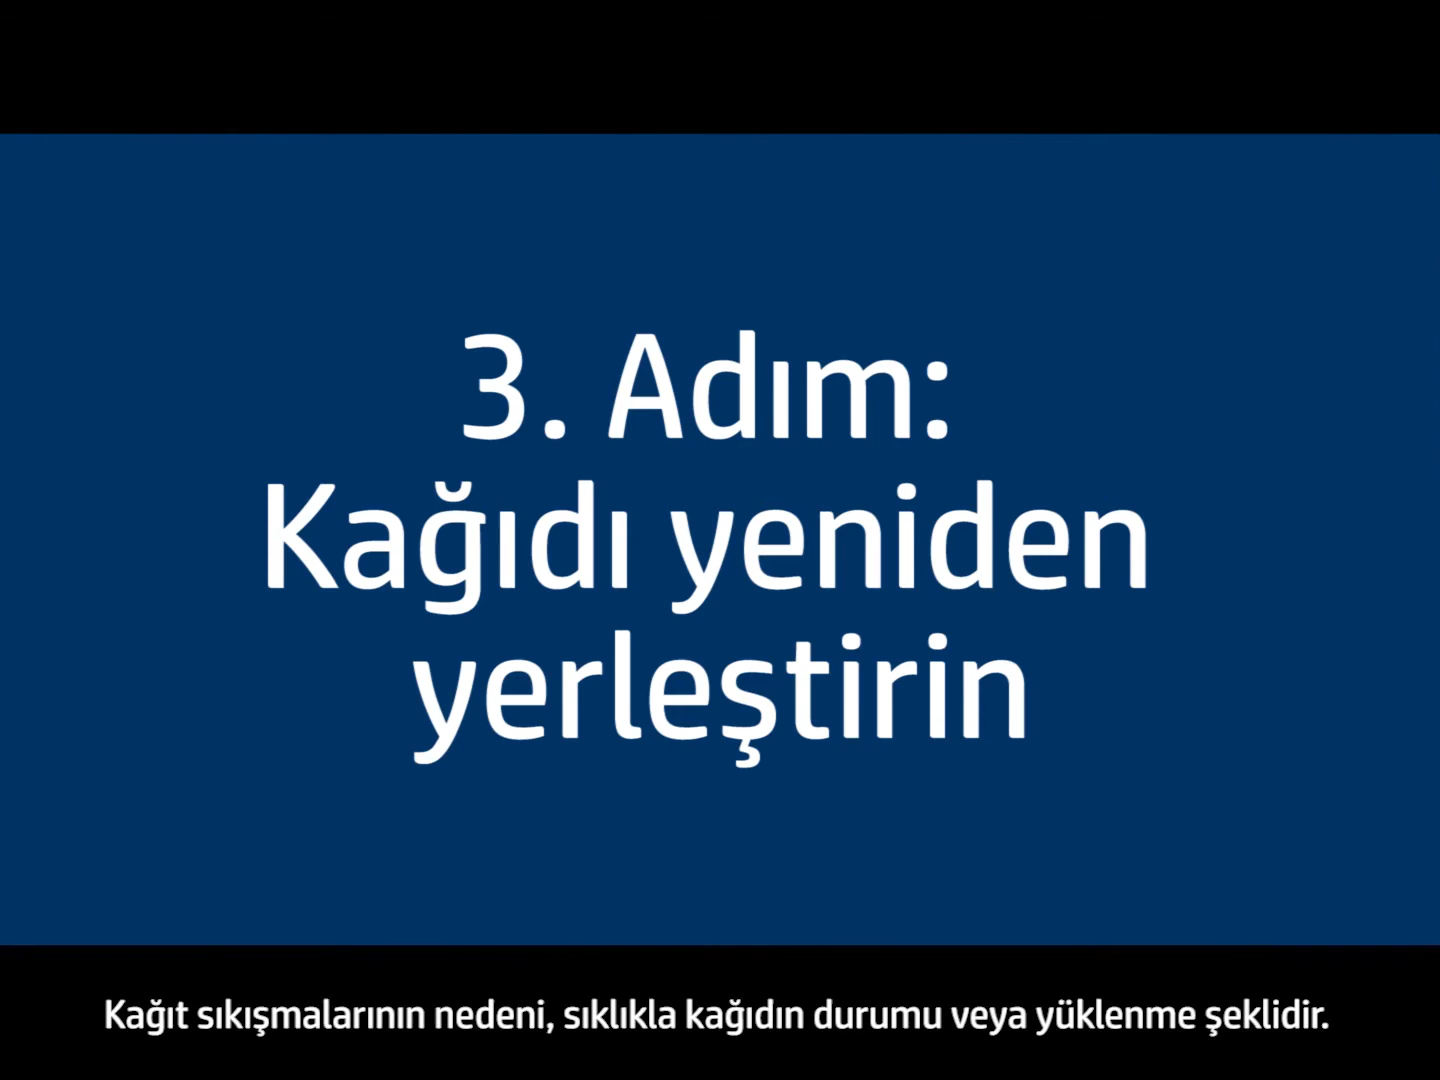 3. Adım:
Kağıdı yeniden
yerleştirin
Kağıt sıkışmalarının nedeni, sıklıkla kağıdın durumu veya yüklenme şeklidir.